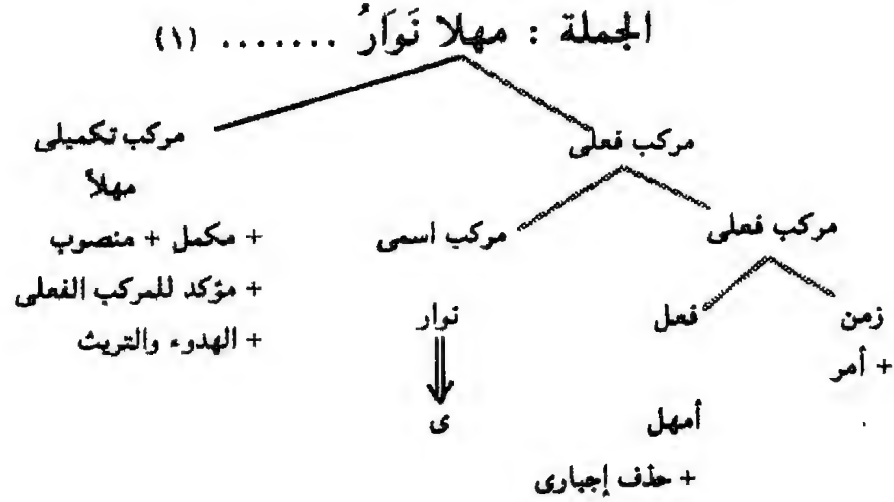 الجملة : مهلا نَوَارُ ....... (١)
مركب فعلى
مركب تكميلى
مهلاً
مركب فعلى
مركب اسمى
+ مكمل + منصوب
+ مؤكد للمركب الفعلى
زمن
فعل
نوار
+ الهدوء والتريث
+ أمر
أمهل
ى
+ حذف إجبارى